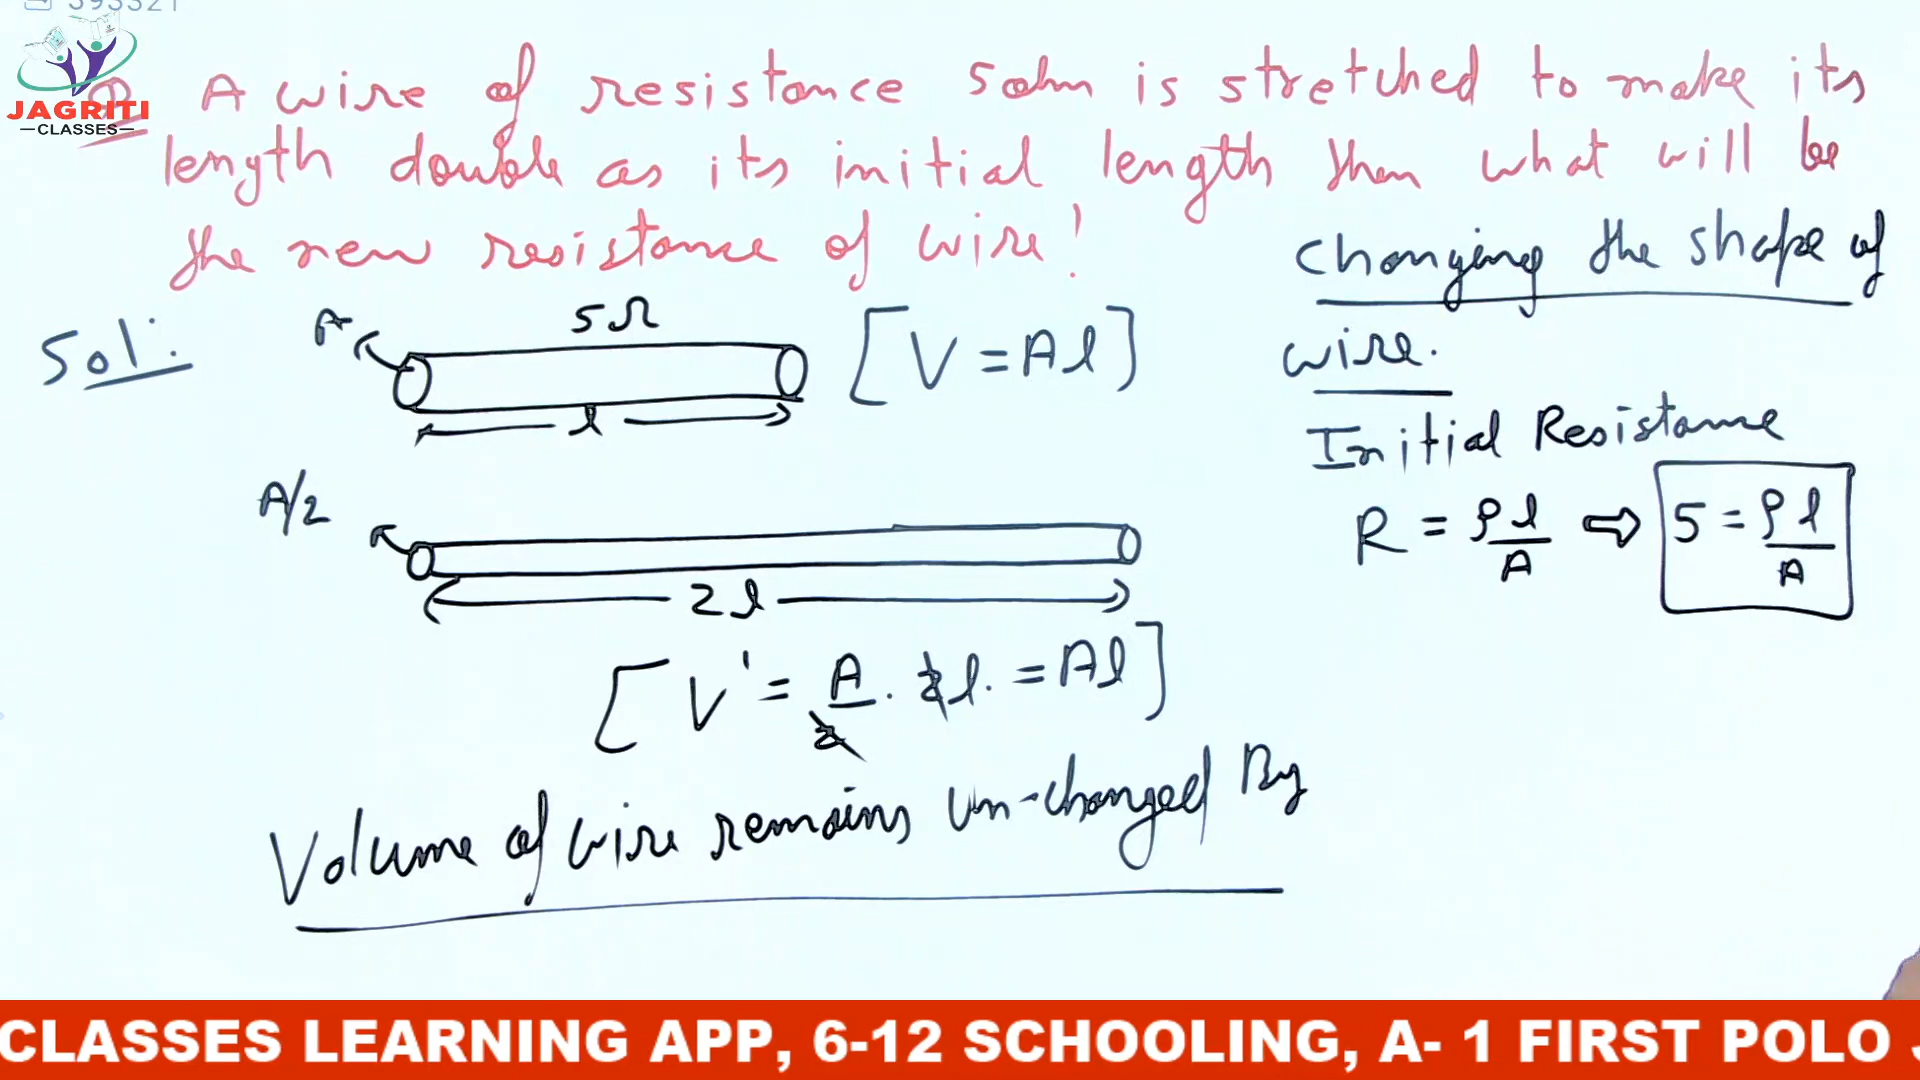 393321
JAGRITI
CLASSES
Q A wire of resistance 5 ohm is stretched to make its
length double as its initial length then what will be
the new resistance of wire!
Sol:
A
5Ω
l
[V = Al]
A/2
2l
[V' = A/2 . 2l. = Al]
Volume of wire remains un-changed By
Changing the shape of
wire.
Initial Resistance
R = ρl/A ⇒ 5 = ρl/A
CLASSES LEARNING APP, 6-12 SCHOOLING, A- 1 FIRST POLO